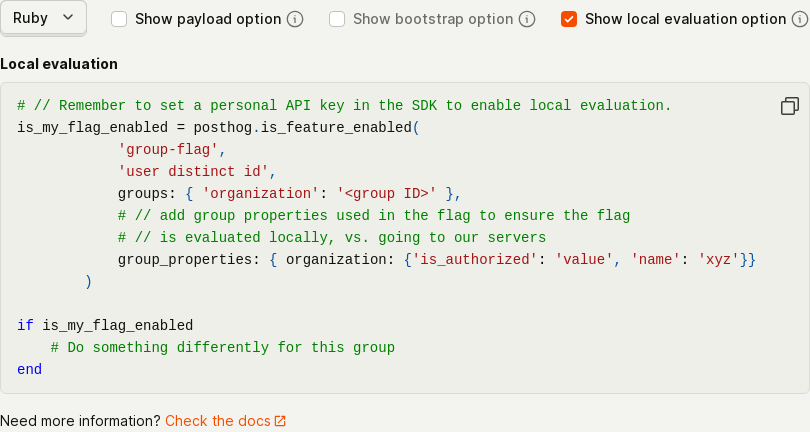 Ruby
Show payload option
Show bootstrap option
Show local evaluation option
Local evaluation
# // Remember to set a personal API key in the SDK to enable local evaluation.
is_my_flag_enabled = posthog.is_feature_enabled(
            'group-flag',
            'user distinct id',
            groups: { 'organization': '<group ID>' },
            # // add group properties used in the flag to ensure the flag
            # // is evaluated locally, vs. going to our servers
            group_properties: { organization: {'is_authorized': 'value', 'name': 'xyz'}}
        )
if is_my_flag_enabled
    # Do something differently for this group
end
Need more information? Check the docs